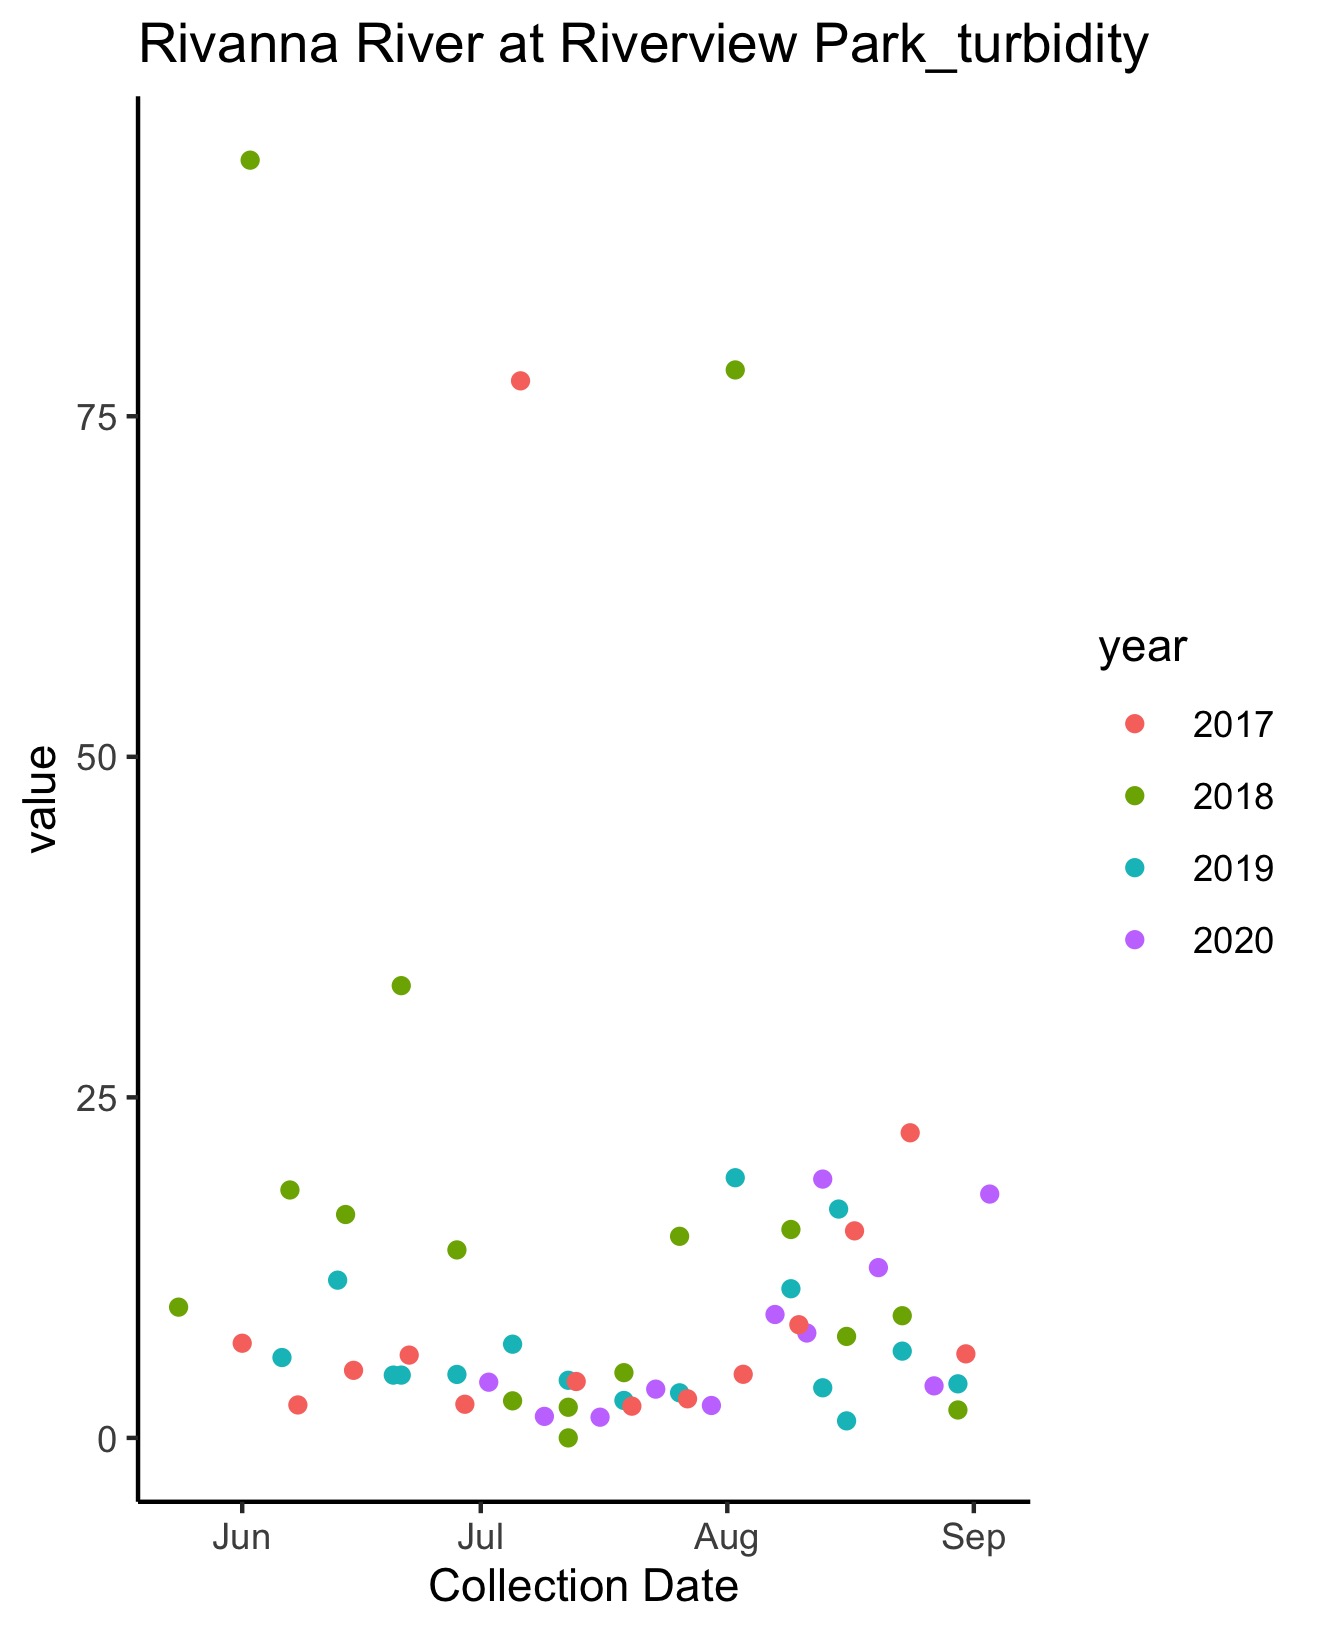 Rivanna River at Riverview Park_turbidity
75
50
25
0
value
Jun Jul Aug Sep
Collection Date
year
2017
2018
2019
2020